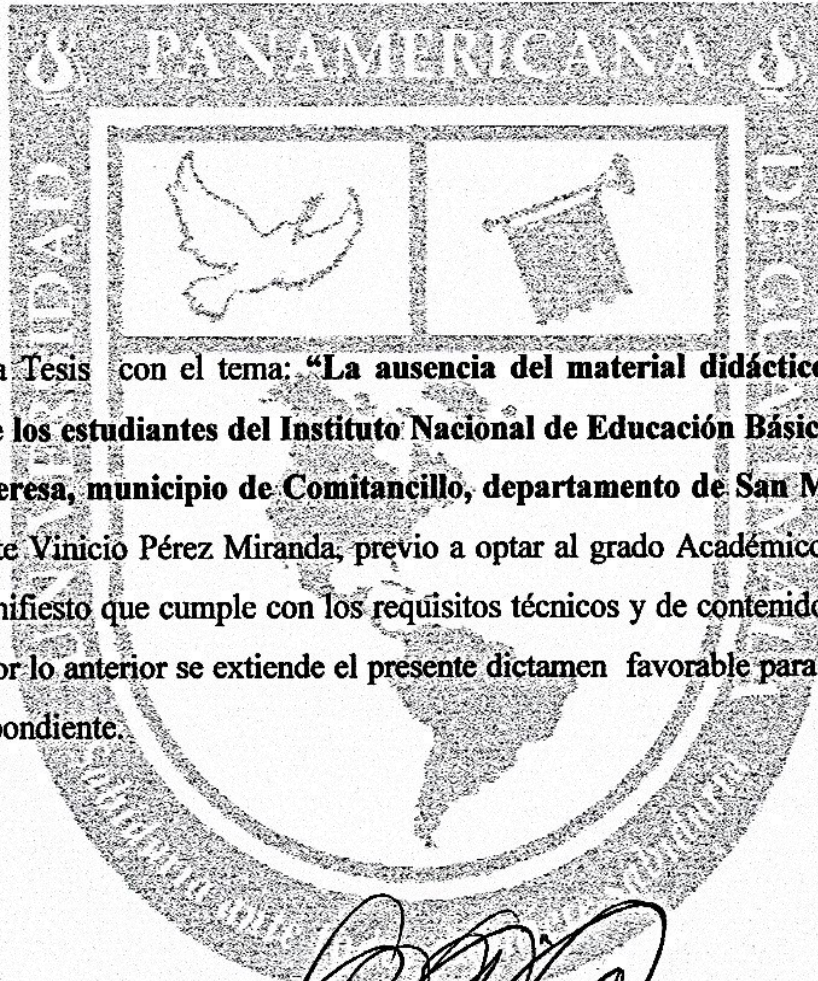 PANAMERICANA
a Tesis con el tema: “La ausencia del material didáctico
e los estudiantes del Instituto Nacional de Educación Básic
eresa, municipio de Comitancillo, departamento de San M
te Vinicio Pérez Miranda, previo a optar al grado Académico
nifiesto que cumple con los requisitos técnicos y de contenido
or lo anterior se extiende el presente dictamen favorable para
pondiente.